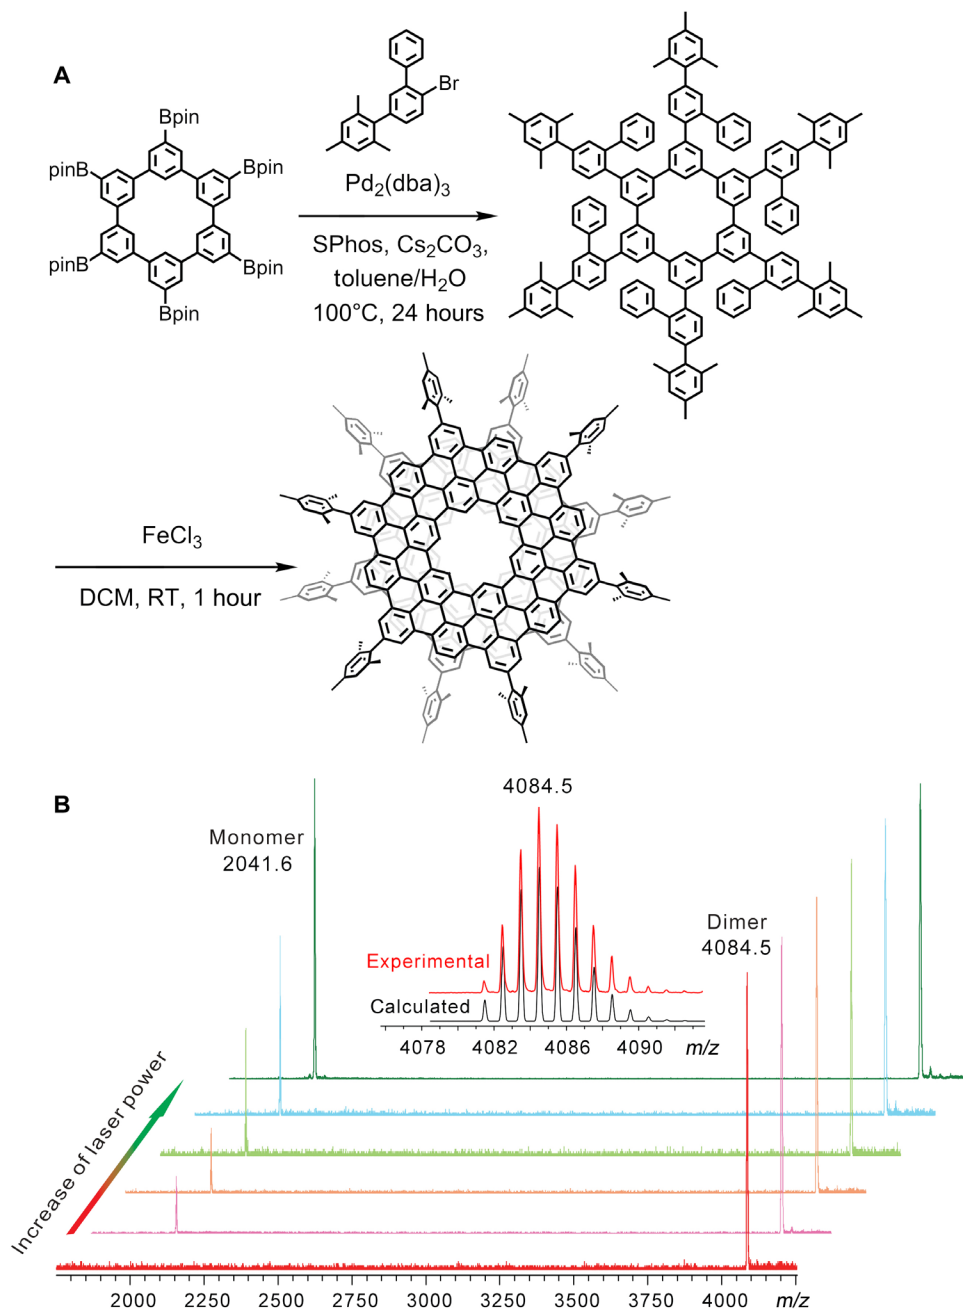 A
Br
Bpin
pinB
Bpin
pinB
Bpin
Bpin
Pd2(dba)3
SPhos, Cs2CO3,
toluene/H2O
100°C, 24 hours
FeCl3
DCM, RT, 1 hour
B
4084.5
Monomer
2041.6
Dimer
4084.5
Experimental
Calculated
4078 4082 4086 4090 m/z
Increase of laser power
2000 2250 2500 2750 3000 3250 3500 3750 4000 m/z